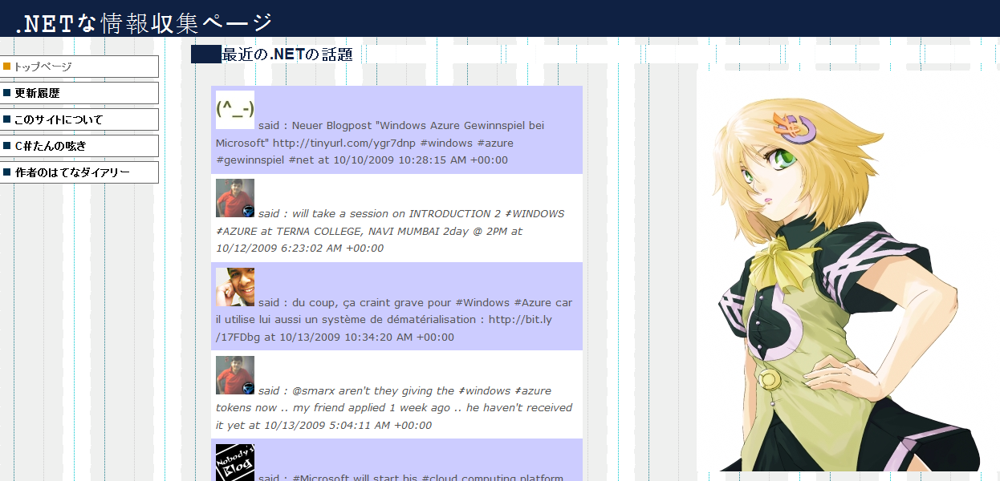 .NETな情報収集ページ
トップページ
更新履歴
このサイトについて
C#たんの呟き
作者のはてなダイアリー
最近の.NETの話題
(^_-)
said : Neuer Blogpost "Windows Azure Gewinnspiel bei
Microsoft" http://tinyurl.com/ygr7dnp #windows #azure
#gewinnspiel #net at 10/10/2009 10:28:15 AM +00:00
said : will take a session on INTRODUCTION 2 #WINDOWS
#AZURE at TERNA COLLEGE, NAVI MUMBAI 2day @ 2PM at
10/12/2009 6:23:02 AM +00:00
said : du coup, ça craint grave pour #Windows #Azure car
il utilise lui aussi un système de dématérialisation : http://bit.ly
/17FDbg at 10/13/2009 10:34:20 AM +00:00
said : @smarx aren't they giving the #windows #azure
tokens now .. my friend applied 1 week ago .. he haven't received
it yet at 10/13/2009 5:04:11 AM +00:00
Nobody's
Blog
said : #Microsoft will start his #cloud computing platform